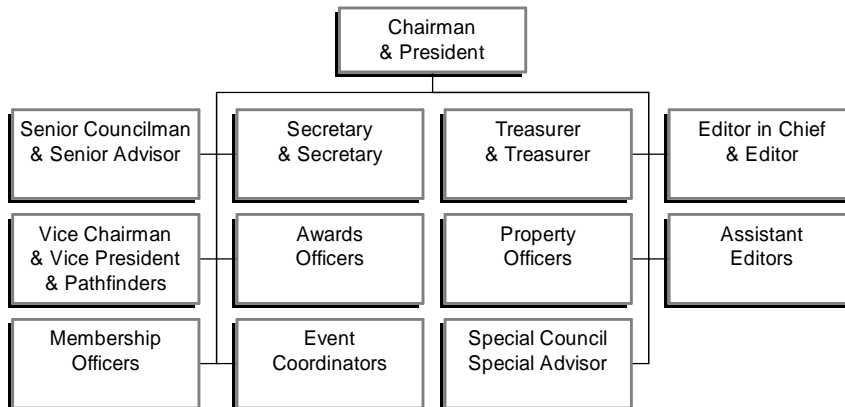 Chairman
& President
Senior Councilman
& Senior Advisor
Secretary
& Secretary
Treasurer
& Treasurer
Editor in Chief
& Editor
Vice Chairman
& Vice President
& Pathfinders
Awards
Officers
Property
Officers
Assistant
Editors
Membership
Officers
Event
Coordinators
Special Council
Special Advisor